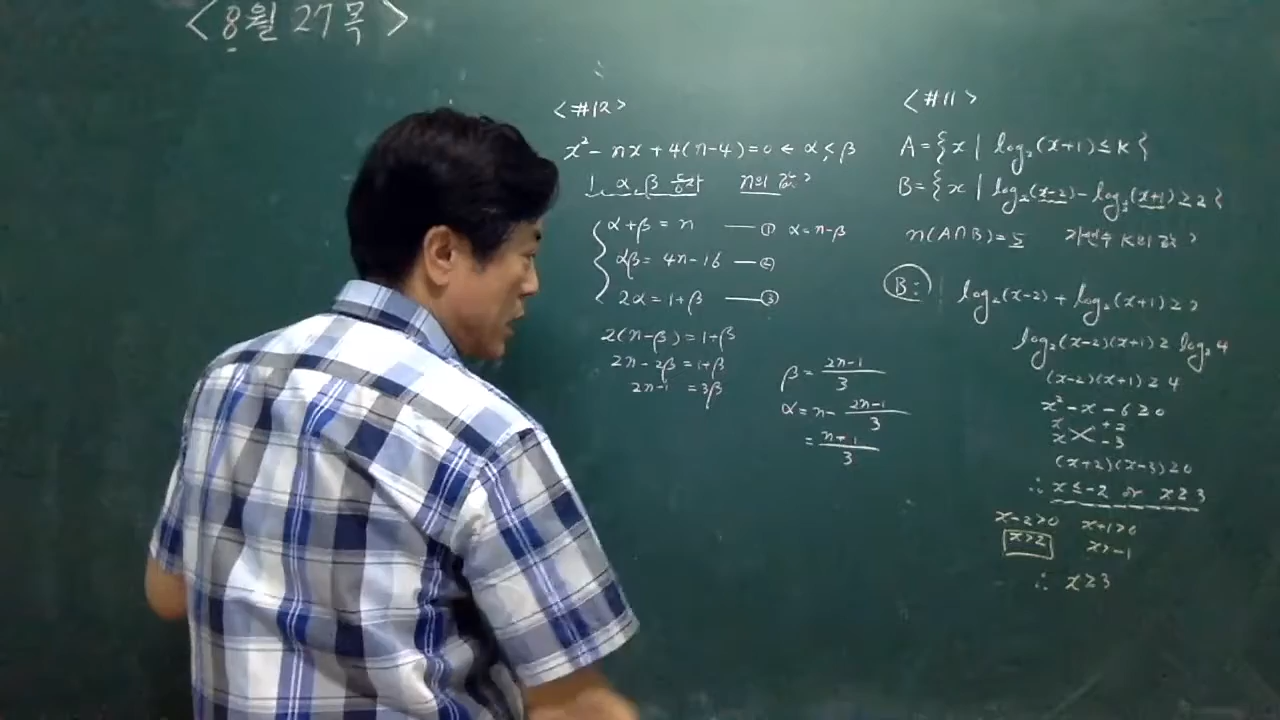 <8월 27목>
<#12>
x² - nx + 4(n-4) = 0 ← α < β
1, α, β 등차 n의 값?
α+β = n —① α = n-β
αβ = 4n-16 —②
2α = 1+β —③
2(n-β) = 1+β
2n-2β = 1+β
2n-1 = 3β
β = 2n-1/3
α = n - 2n-1/3
= n+1/3
<#11>
A = {x | log₂(x+1) ≤ K}
B = {x | log₂(x-2) - log_½(x+1) ≥ 2}
n(A∩B) = 5 자연수 K의 값?
B: log₂(x-2) + log₂(x+1) ≥ 2
log₂(x-2)(x+1) ≥ log₂4
(x-2)(x+1) ≥ 4
x² - x - 6 ≥ 0
x +2
x -3
(x+2)(x-3) ≥ 0
∴ x ≤ -2 or x ≥ 3
x-2>0 x+1>0
x>2 x>-1
∴ x ≥ 3